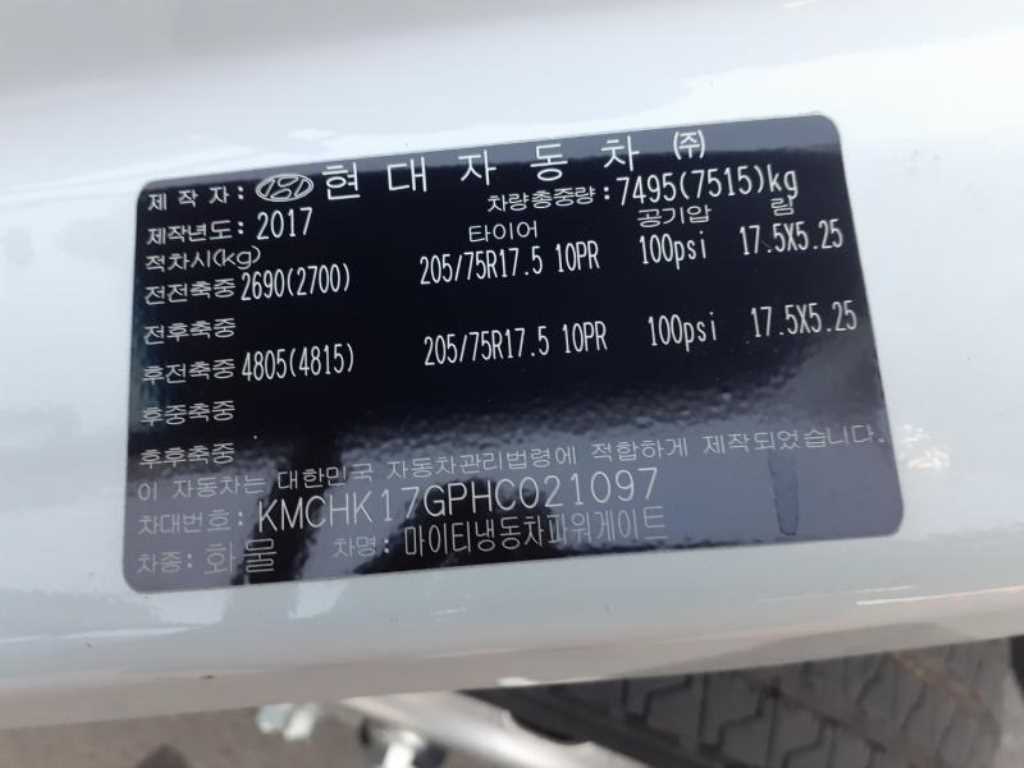 제 작 자 : 현 대 자 동 차 ㈜
차량총중량 : 7495(7515)kg
제작년도 : 2017
적차시(kg) 타이어 공기압 림
전전축중 2690(2700) 205/75R17.5 10PR 100psi 17.5X5.25
전후축중
후전축중 4805(4815) 205/75R17.5 10PR 100psi 17.5X5.25
후중축중
후후축중
이 자동차는 대한민국 자동차관리법령에 적합하게 제작되었습니다.
차대번호: KMCHK17GPHC021097
차종: 화물 차명: 마이티냉동차파워게이트